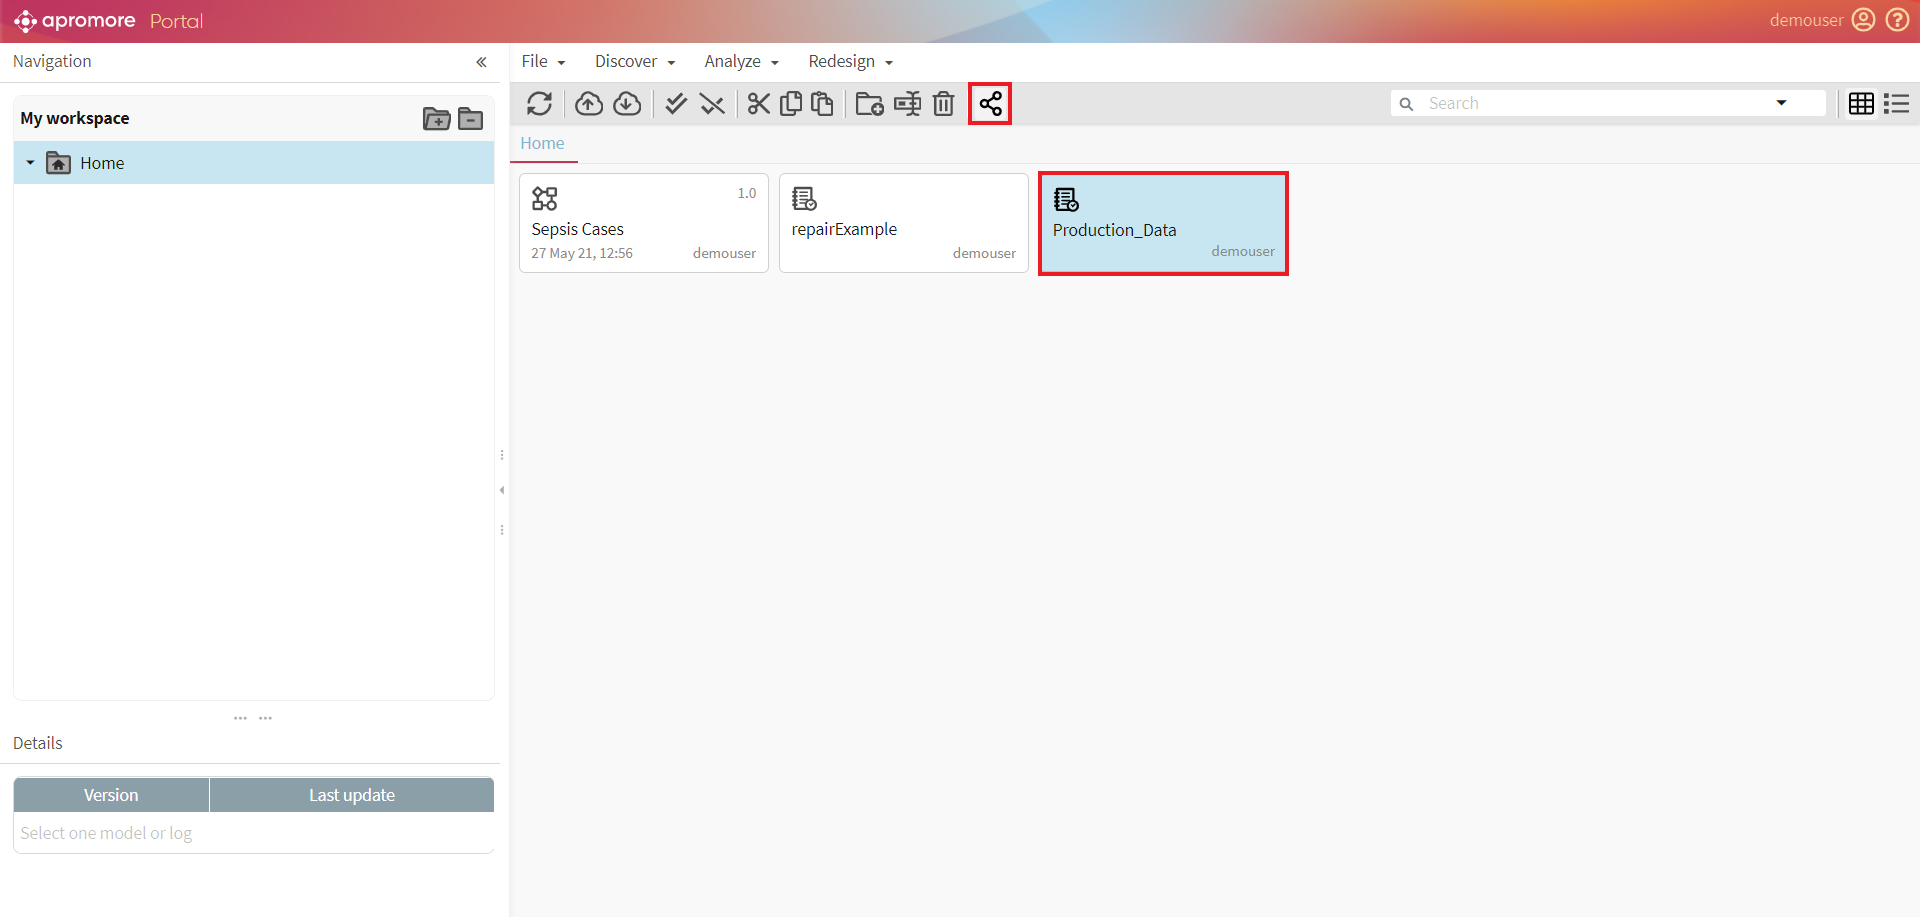 apromore Portal
demouser
Navigation
File Discover Analyze Redesign
My workspace
Search
Home
Home
1.0
Sepsis Cases
27 May 21, 12:56 demouser
repairExample
demouser
Production_Data
demouser
Details
Version Last update
Select one model or log